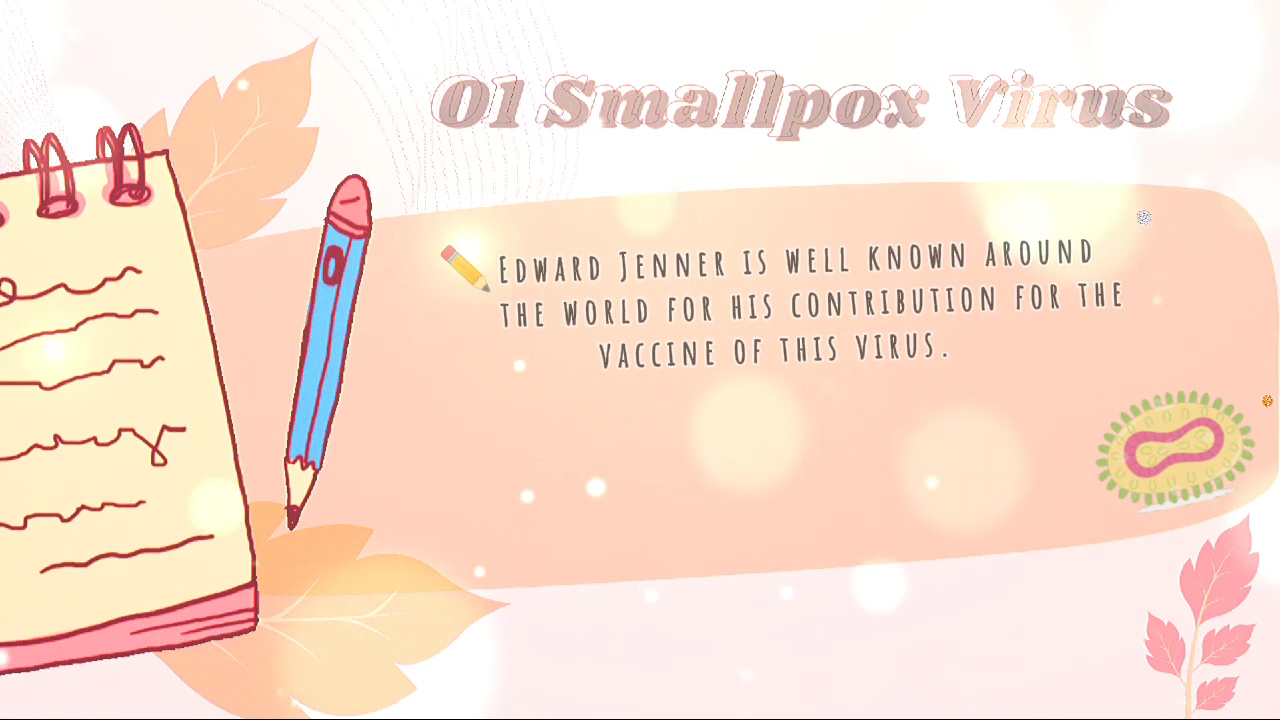 01 Smallpox Virus
Edward Jenner is well known around
the world for his contribution for the
vaccine of this virus.